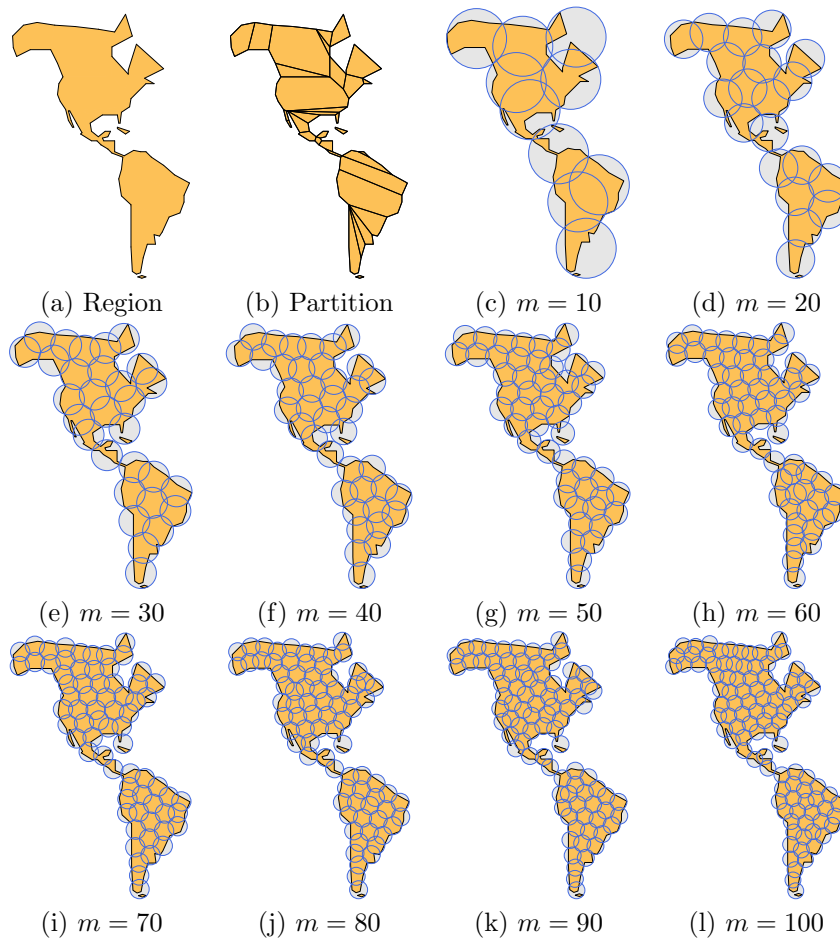 (a) Region
(b) Partition
(c) m = 10
(d) m = 20
(e) m = 30
(f) m = 40
(g) m = 50
(h) m = 60
(i) m = 70
(j) m = 80
(k) m = 90
(l) m = 100